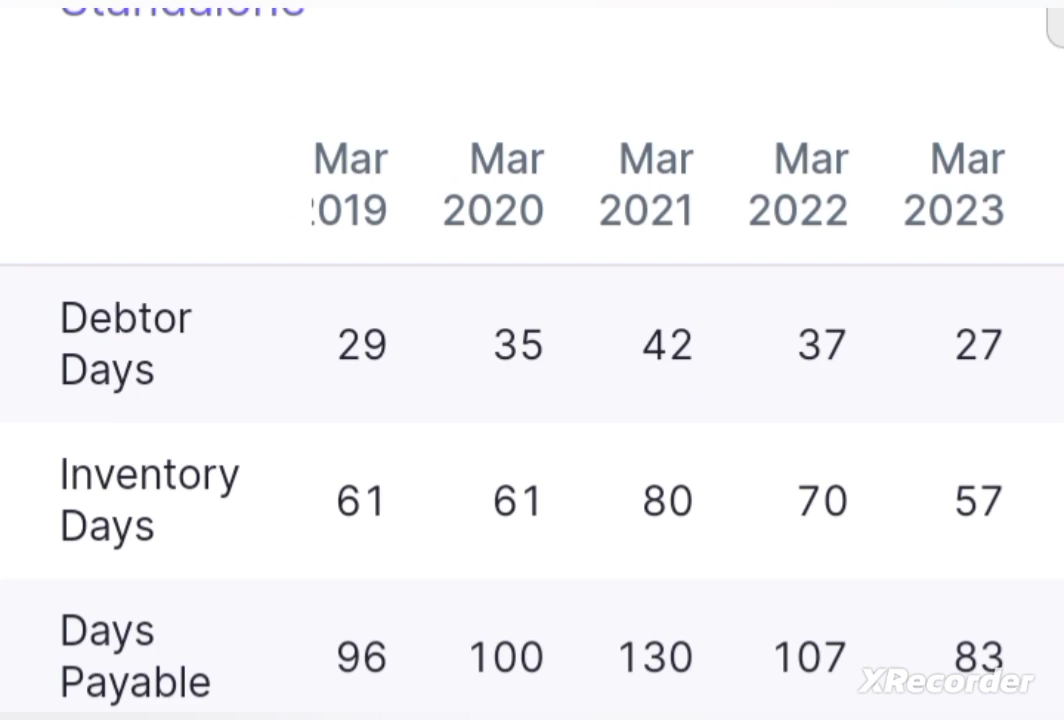 Standalone
Mar Mar Mar Mar Mar
2019 2020 2021 2022 2023
Debtor Days 29 35 42 37 27
Inventory Days 61 61 80 70 57
Days Payable 96 100 130 107 83
XRecorder